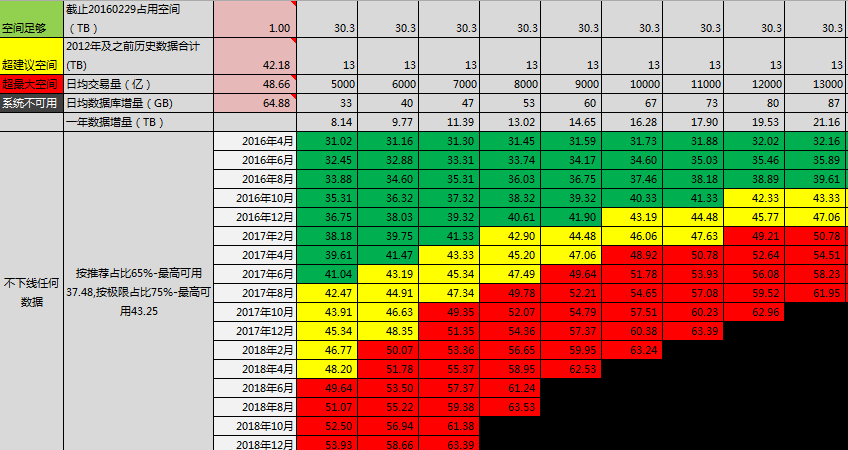 空间足够 截止20160229占用空间（TB） 1.00 30.3 30.3 30.3 30.3 30.3 30.3 30.3 30.3 30.3
超建议空间 2012年及之前历史数据合计(TB) 42.18 13 13 13 13 13 13 13 13 13
超最大空间 日均交易量（亿） 48.66 5000 6000 7000 8000 9000 10000 11000 12000 13000
系统不可用 日均数据库增量（GB） 64.88 33 40 47 53 60 67 73 80 87
一年数据增量（TB） 8.14 9.77 11.39 13.02 14.65 16.28 17.90 19.53 21.16
不下线任何数据
按推荐占比65%-最高可用37.48,按极限占比75%-最高可用43.25
2016年4月 31.02 31.16 31.30 31.45 31.59 31.73 31.88 32.02 32.16
2016年6月 32.45 32.88 33.31 33.74 34.17 34.60 35.03 35.46 35.89
2016年8月 33.88 34.60 35.31 36.03 36.75 37.46 38.18 38.89 39.61
2016年10月 35.31 36.32 37.32 38.32 39.32 40.33 41.33 42.33 43.33
2016年12月 36.75 38.03 39.32 40.61 41.90 43.19 44.48 45.77 47.06
2017年2月 38.18 39.75 41.33 42.90 44.48 46.06 47.63 49.21 50.78
2017年4月 39.61 41.47 43.33 45.20 47.06 48.92 50.78 52.64 54.51
2017年6月 41.04 43.19 45.34 47.49 49.64 51.78 53.93 56.08 58.23
2017年8月 42.47 44.91 47.34 49.78 52.21 54.65 57.08 59.52 61.95
2017年10月 43.91 46.63 49.35 52.07 54.79 57.51 60.23 62.96
2017年12月 45.34 48.35 51.35 54.36 57.37 60.38 63.39
2018年2月 46.77 50.07 53.36 56.65 59.95 63.24
2018年4月 48.20 51.78 55.37 58.95 62.53
2018年6月 49.64 53.50 57.37 61.24
2018年8月 51.07 55.22 59.38 63.53
2018年10月 52.50 56.94 61.38
2018年12月 53.93 58.66 63.39